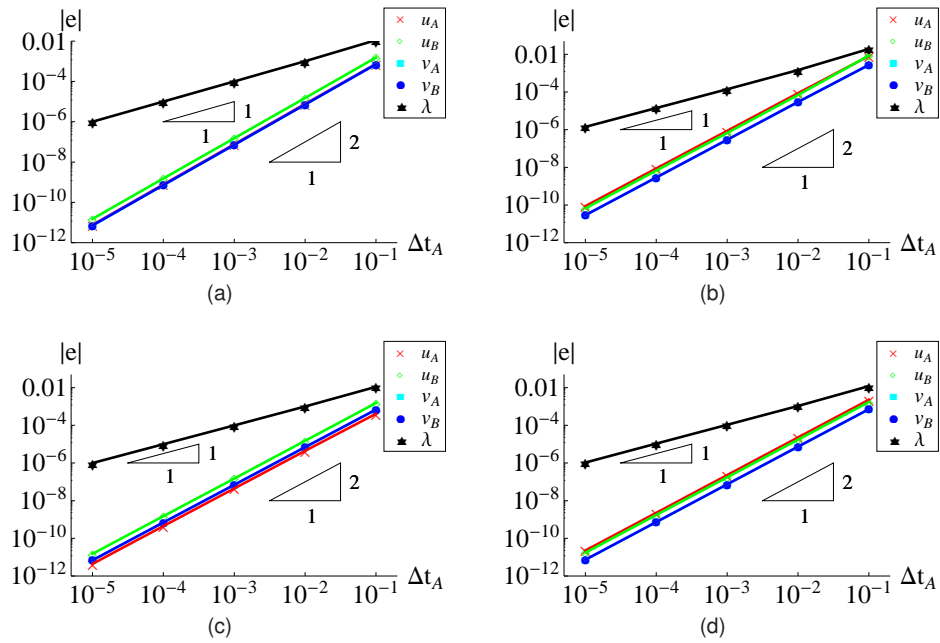 |e|
0.01
10⁻⁴
10⁻⁶
10⁻⁸
10⁻¹⁰
10⁻¹²
10⁻⁵ 10⁻⁴ 10⁻³ 10⁻² 10⁻¹
Δt_A
1
1
2
1
u_A
u_B
v_A
v_B
λ
(a)
|e|
0.01
10⁻⁴
10⁻⁶
10⁻⁸
10⁻¹⁰
10⁻¹²
10⁻⁵ 10⁻⁴ 10⁻³ 10⁻² 10⁻¹
Δt_A
1
1
2
1
u_A
u_B
v_A
v_B
λ
(b)
|e|
0.01
10⁻⁴
10⁻⁶
10⁻⁸
10⁻¹⁰
10⁻¹²
10⁻⁵ 10⁻⁴ 10⁻³ 10⁻² 10⁻¹
Δt_A
1
1
2
1
u_A
u_B
v_A
v_B
λ
(c)
|e|
0.01
10⁻⁴
10⁻⁶
10⁻⁸
10⁻¹⁰
10⁻¹²
10⁻⁵ 10⁻⁴ 10⁻³ 10⁻² 10⁻¹
Δt_A
1
1
2
1
u_A
u_B
v_A
v_B
λ
(d)